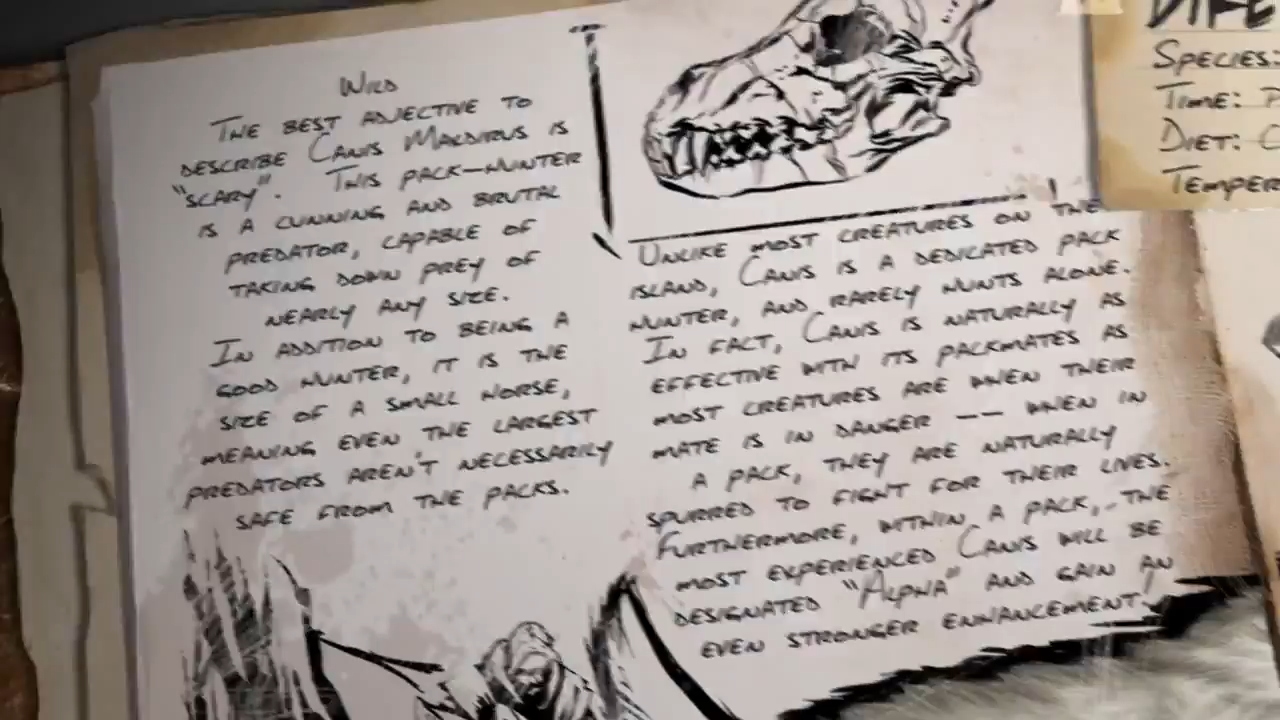 Wild
The best adjective to
describe Canis Maxdirus is
"scary". This pack-hunter
is a cunning and brutal
predator, capable of
taking down prey of
nearly any size.
In addition to being a
good hunter, it is the
size of a small horse,
meaning even the largest
predators aren't necessarily
safe from the packs.
Unlike most creatures on the
island, Canis is a dedicated pack
hunter, and rarely hunts alone.
In fact, Canis is naturally as
effective with its packmates as
most creatures are when their
mate is in danger -- when in
a pack, they are naturally
spurred to fight for their lives.
Furthermore, within a pack, the
most experienced Canis will be
designated "Alpha" and gain an
even stronger enhancement!
Species:
Time:
Diet: